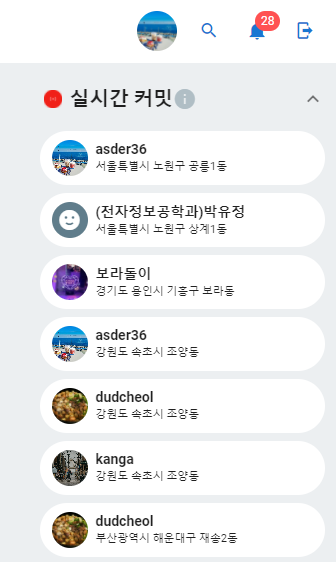 28
실시간 커밋
asder36
서울특별시 노원구 공릉1동
(전자정보공학과)박유정
서울특별시 노원구 상계1동
보라돌이
경기도 용인시 기흥구 보라동
asder36
강원도 속초시 조양동
dudcheol
강원도 속초시 조양동
kanga
강원도 속초시 조양동
dudcheol
부산광역시 해운대구 재송2동